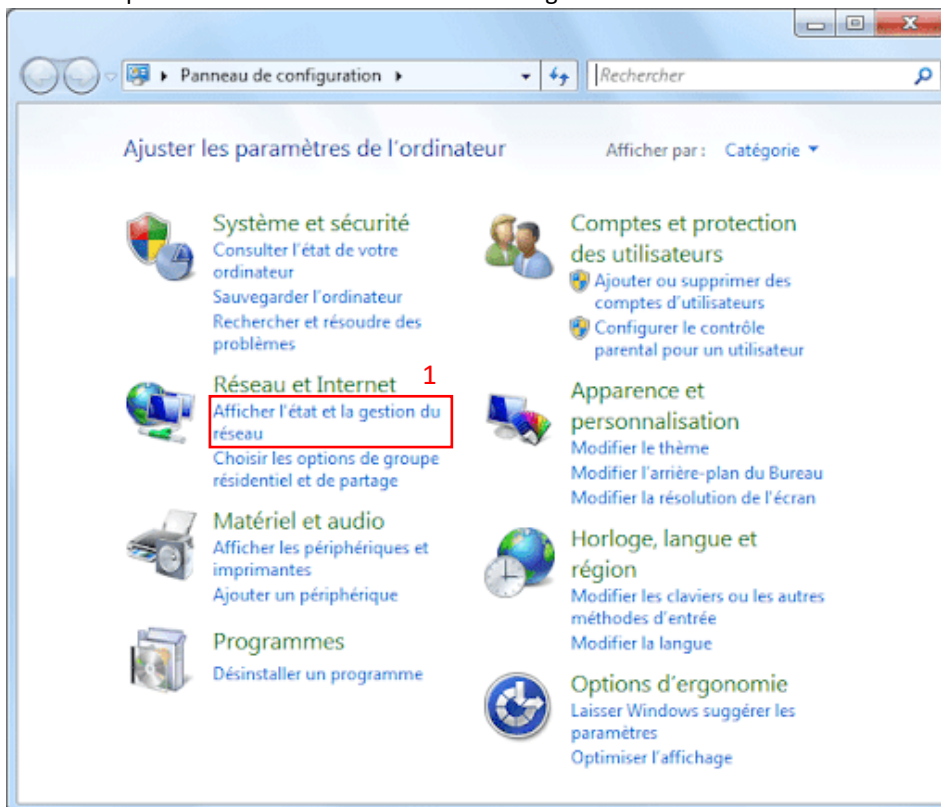 Panneau de configuration
Rechercher
Ajuster les paramètres de l'ordinateur
Afficher par : Catégorie
Système et sécurité
Consulter l'état de votre
ordinateur
Sauvegarder l'ordinateur
Rechercher et résoudre des
problèmes
Réseau et Internet 1
Afficher l'état et la gestion du
réseau
Choisir les options de groupe
résidentiel et de partage
Matériel et audio
Afficher les périphériques et
imprimantes
Ajouter un périphérique
Programmes
Désinstaller un programme
Comptes et protection
des utilisateurs
Ajouter ou supprimer des
comptes d'utilisateurs
Configurer le contrôle
parental pour un utilisateur
Apparence et
personnalisation
Modifier le thème
Modifier l'arrière-plan du Bureau
Modifier la résolution de l'écran
Horloge, langue et
région
Modifier les claviers ou les autres
méthodes d'entrée
Modifier la langue
Options d'ergonomie
Laisser Windows suggérer les
paramètres
Optimiser l'affichage